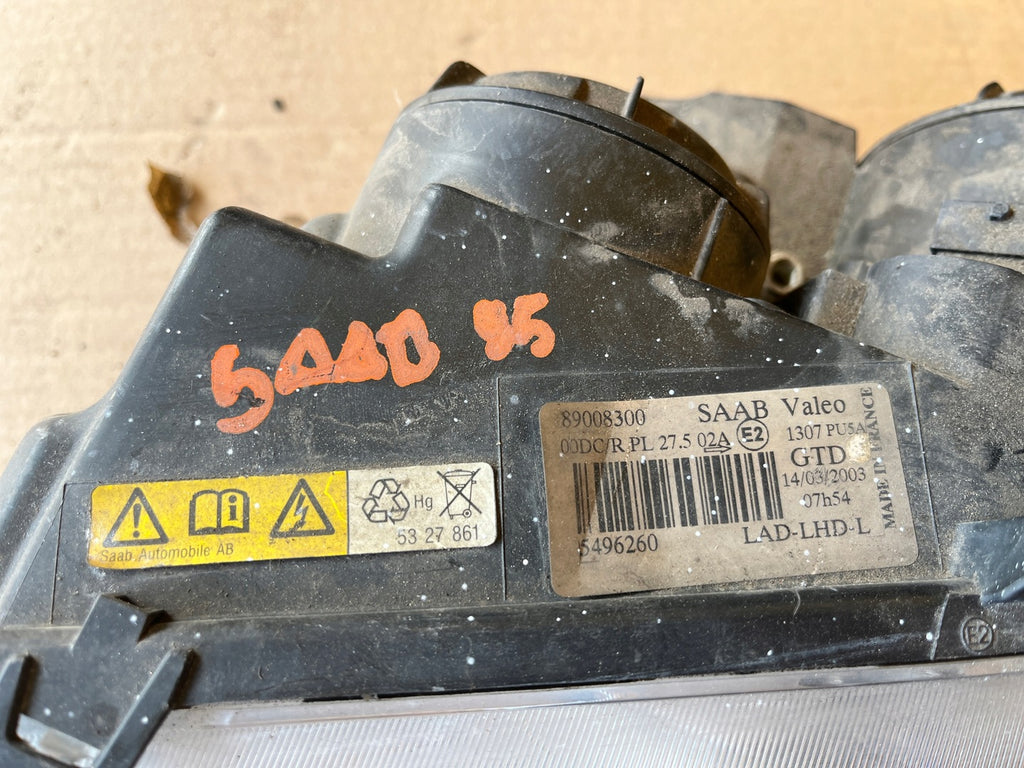 SAAB 95
89008300 SAAB Valeo
00DC/R PL 27.5 02A E2 1307 PU5A
GTD
14/03/2003
07h54
5496260 LAD-LHD-L
MADE IN FRANCE
Hg
Saab Automobile AB
53 27 861
E2